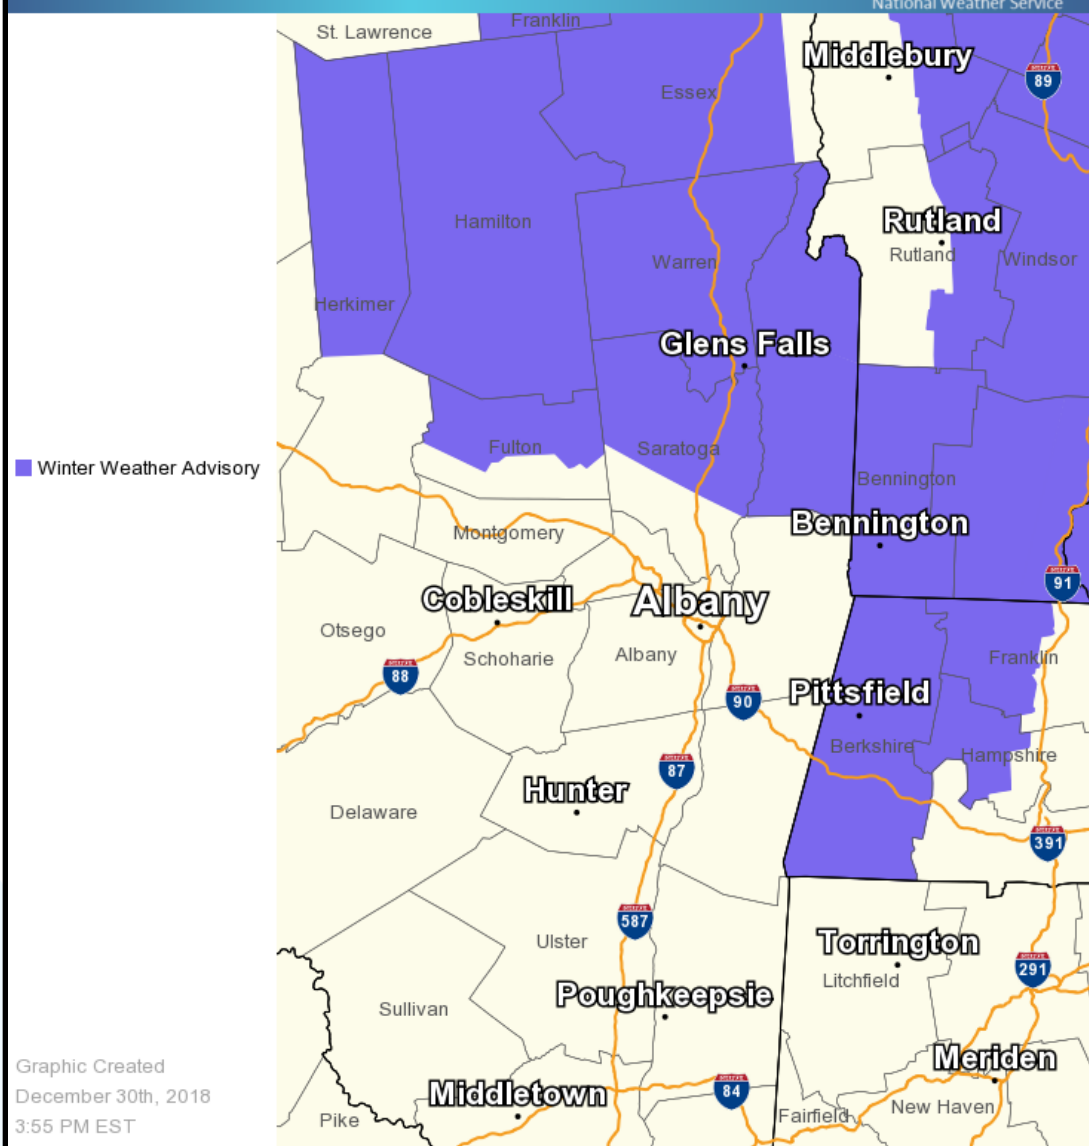 National Weather Service
Franklin
St. Lawrence
Middlebury
89
Essex
Hamilton
Rutland
Rutland
Windsor
Warren
Herkimer
Glens Falls
Fulton
Saratoga
Winter Weather Advisory
Bennington
Bennington
Montgomery
91
Cobleskill
Albany
Otsego
Schoharie
Albany
Franklin
88
90
Pittsfield
Berkshire
Hampshire
87
Hunter
Delaware
391
587
Ulster
Torrington
291
Litchfield
Poughkeepsie
Sullivan
Graphic Created
December 30th, 2018
3:55 PM EST
Meriden
Middletown
84
Pike
Fairfield
New Haven